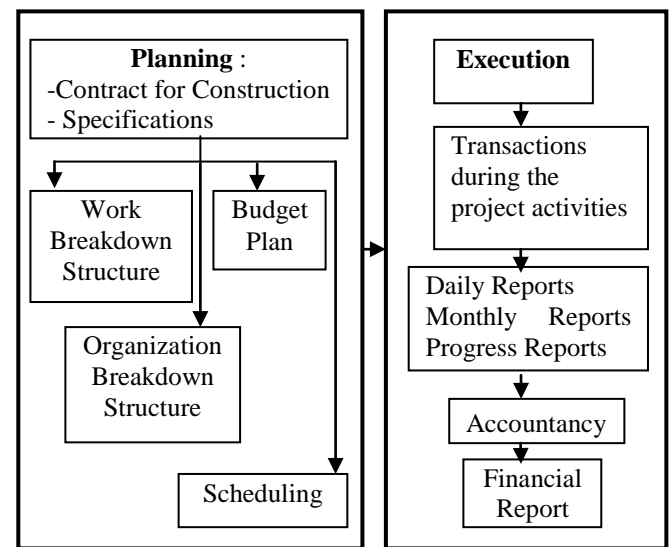 Planning :
-Contract for Construction
- Specifications
Work
Breakdown
Structure
Budget
Plan
Organization
Breakdown
Structure
Scheduling
Execution
Transactions
during the
project activities
Daily Reports
Monthly Reports
Progress Reports
Accountancy
Financial
Report